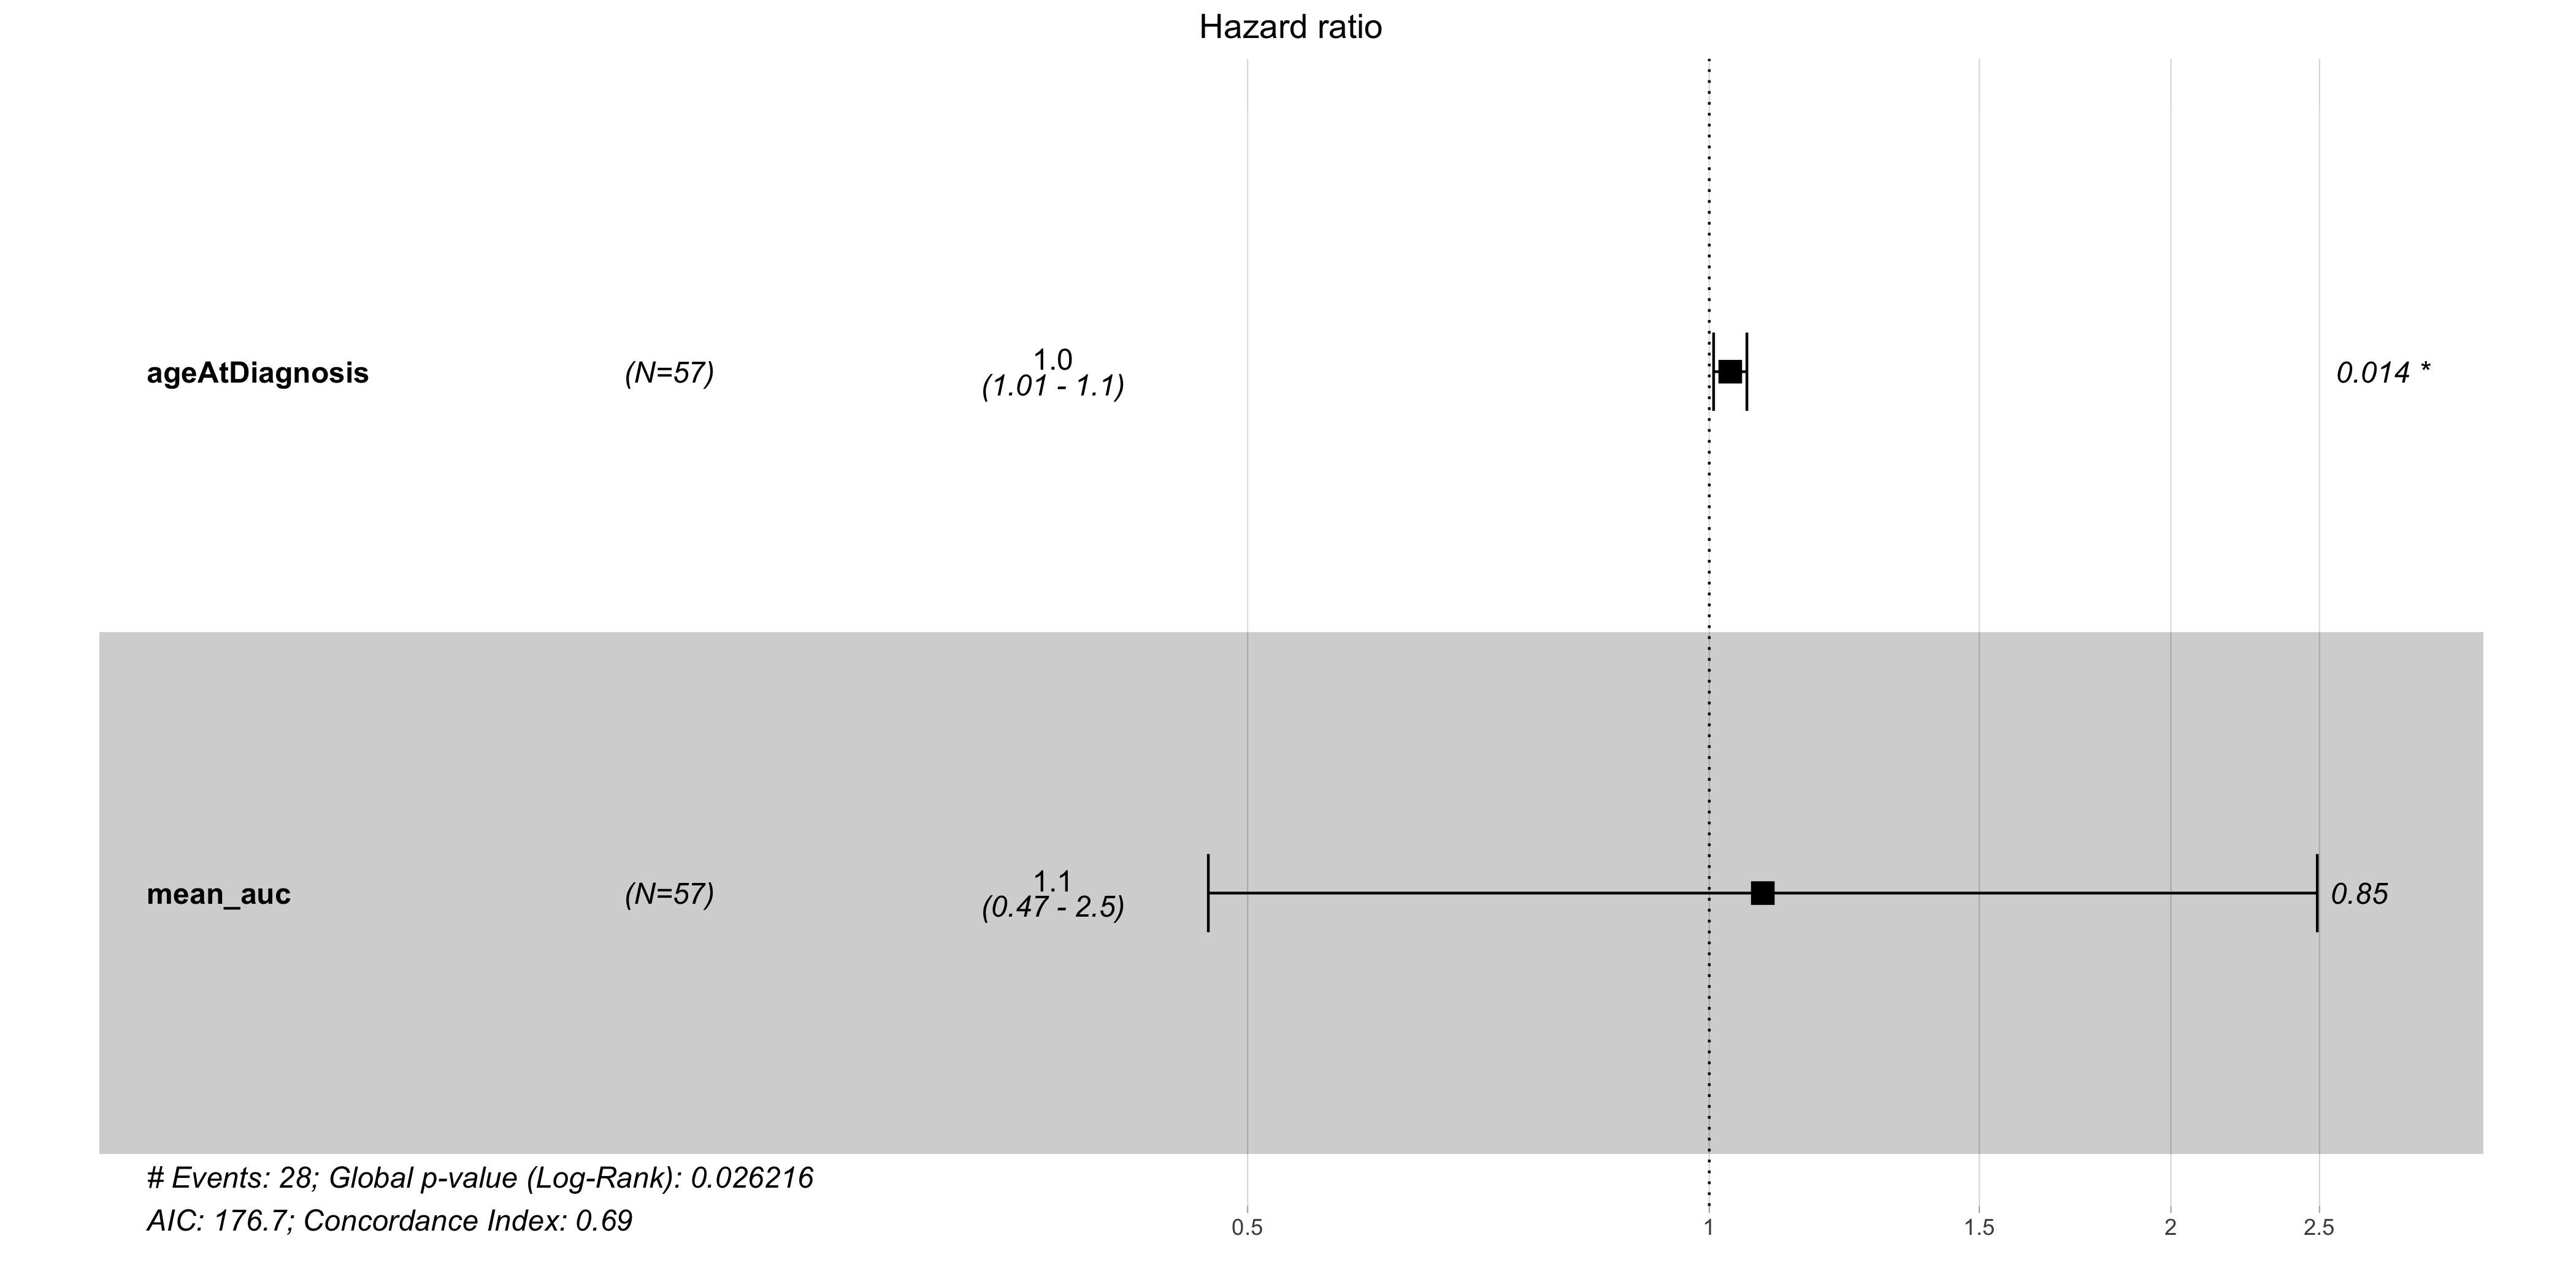 Hazard ratio
ageAtDiagnosis (N=57) 1.0 (1.01 - 1.1) 0.014 *
mean_auc (N=57) 1.1 (0.47 - 2.5) 0.85
# Events: 28; Global p-value (Log-Rank): 0.026216
AIC: 176.7; Concordance Index: 0.69
0.5 1 1.5 2 2.5